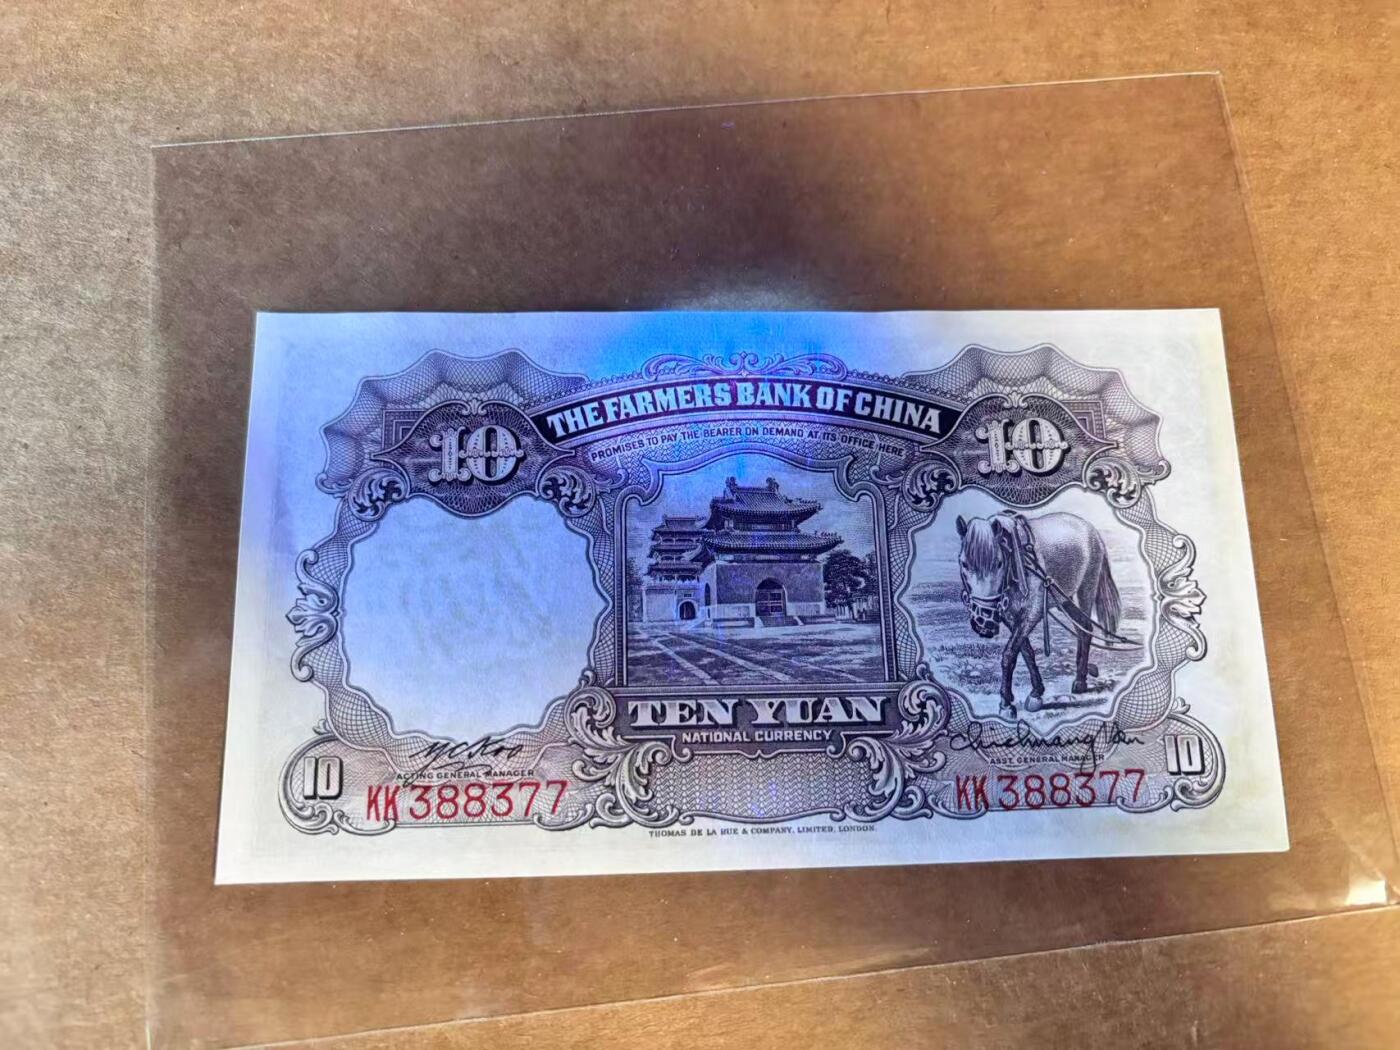 THE FARMERS BANK OF CHINA
10 10
PROMISES TO PAY THE BEARER ON DEMAND AT ITS OFFICE HERE
TEN YUAN
NATIONAL CURRENCY
ACTING GENERAL MANAGER
ASST. GENERAL MANAGER
10 10
KK388377 KK388377
THOMAS DE LA RUE & COMPANY, LIMITED, LONDON.